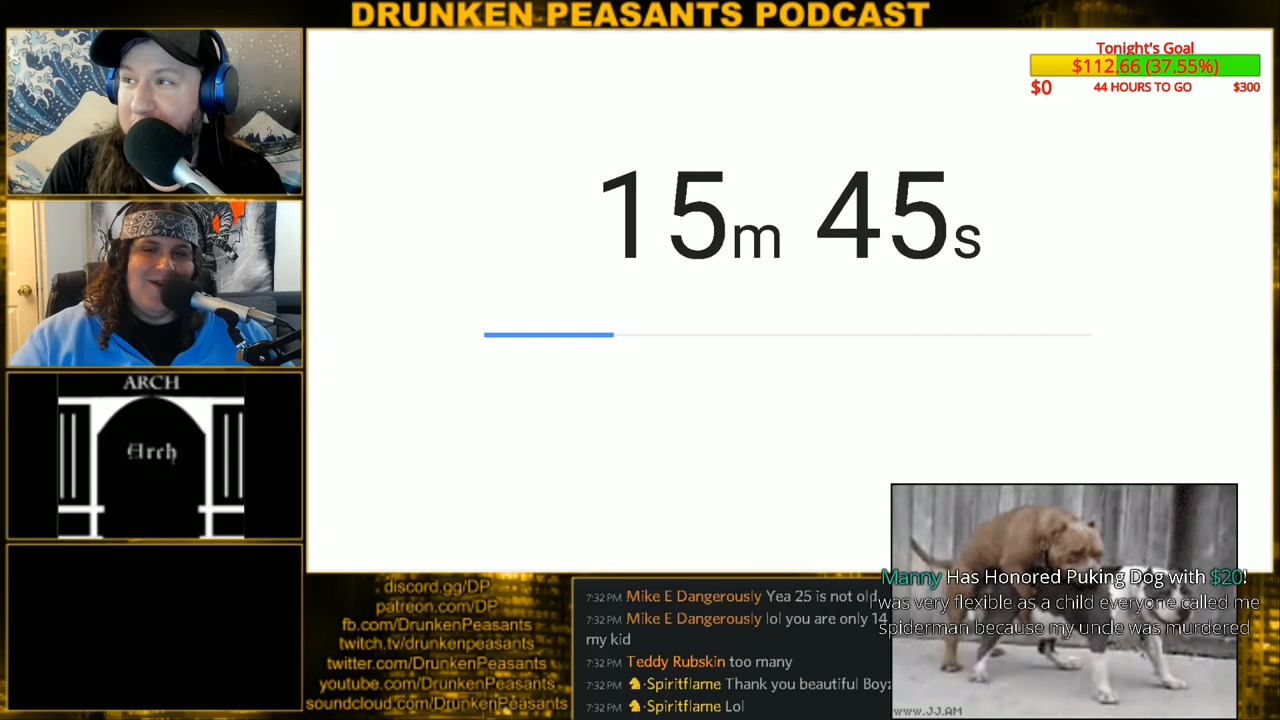 DRUNKEN PEASANTS PODCAST
Tonight's Goal
$112.66 (37.55%)
$0 44 HOURS TO GO $300
15m 45s
ARCH
Arch
discord.gg/DP
patreon.com/DP
fb.com/DrunkenPeasants
twitch.tv/drunkenpeasants
twitter.com/DrunkenPeasants
youtube.com/DrunkenPeasants
soundcloud.com/DrunkenPeasants
7:32 PM Mike E Dangerously Yea 25 is not old
7:32 PM Mike E Dangerously lol you are only 14
my kid
7:32 PM Teddy Rubskin too many
7:32 PM Spiritflame Thank you beautiful Boyz
7:32 PM Spiritflame Lol
Manny Has Honored Puking Dog with $20!
I was very flexible as a child everyone called me
spiderman because my uncle was murdered
www.JJ.AM